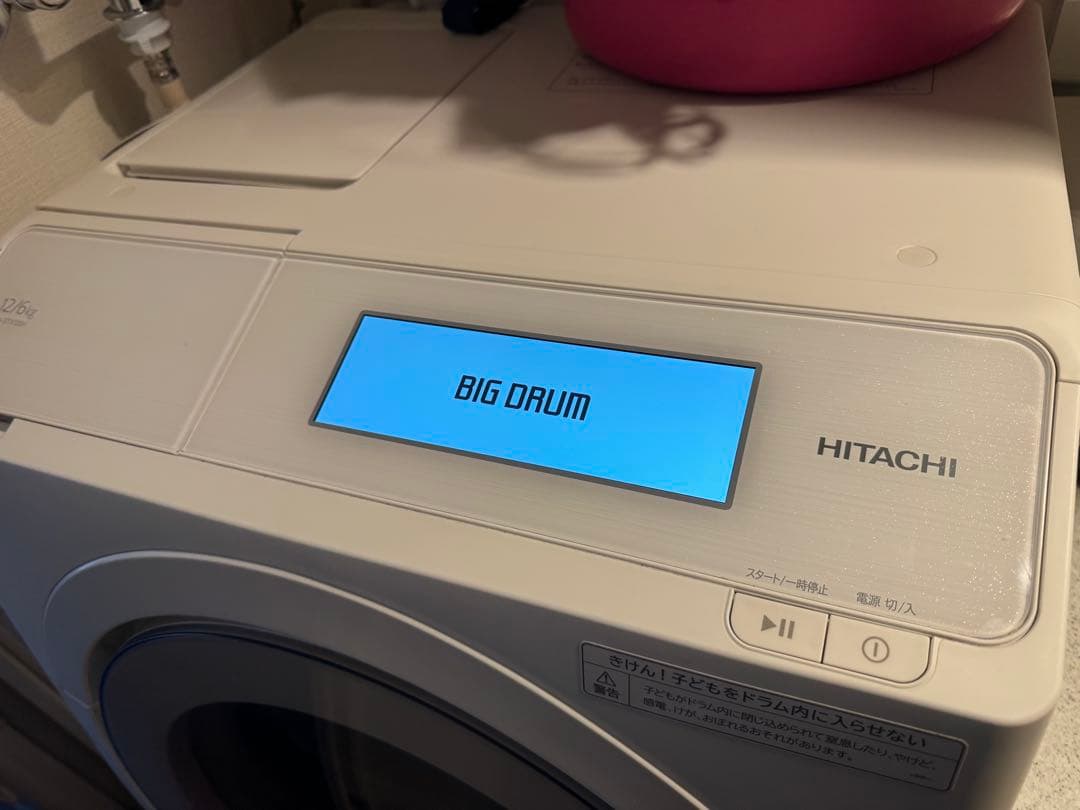 12/6kg
BIG DRUM
HITACHI
スタート/一時停止
電源 切/入
きけん!子どもをドラム内に入らせない
警告
子どもがドラム内に閉じ込められて窒息したり、やけど、
感電、けが、おぼれるおそれがあります。